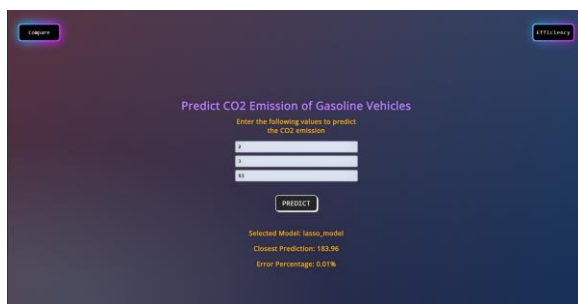 Compare
Efficiency
Predict CO2 Emission of Gasoline Vehicles
Enter the following values to predict
the CO2 emission
PREDICT
Selected Model: lasso_model
Closest Prediction: 183.96
Error Percentage: 0.01%